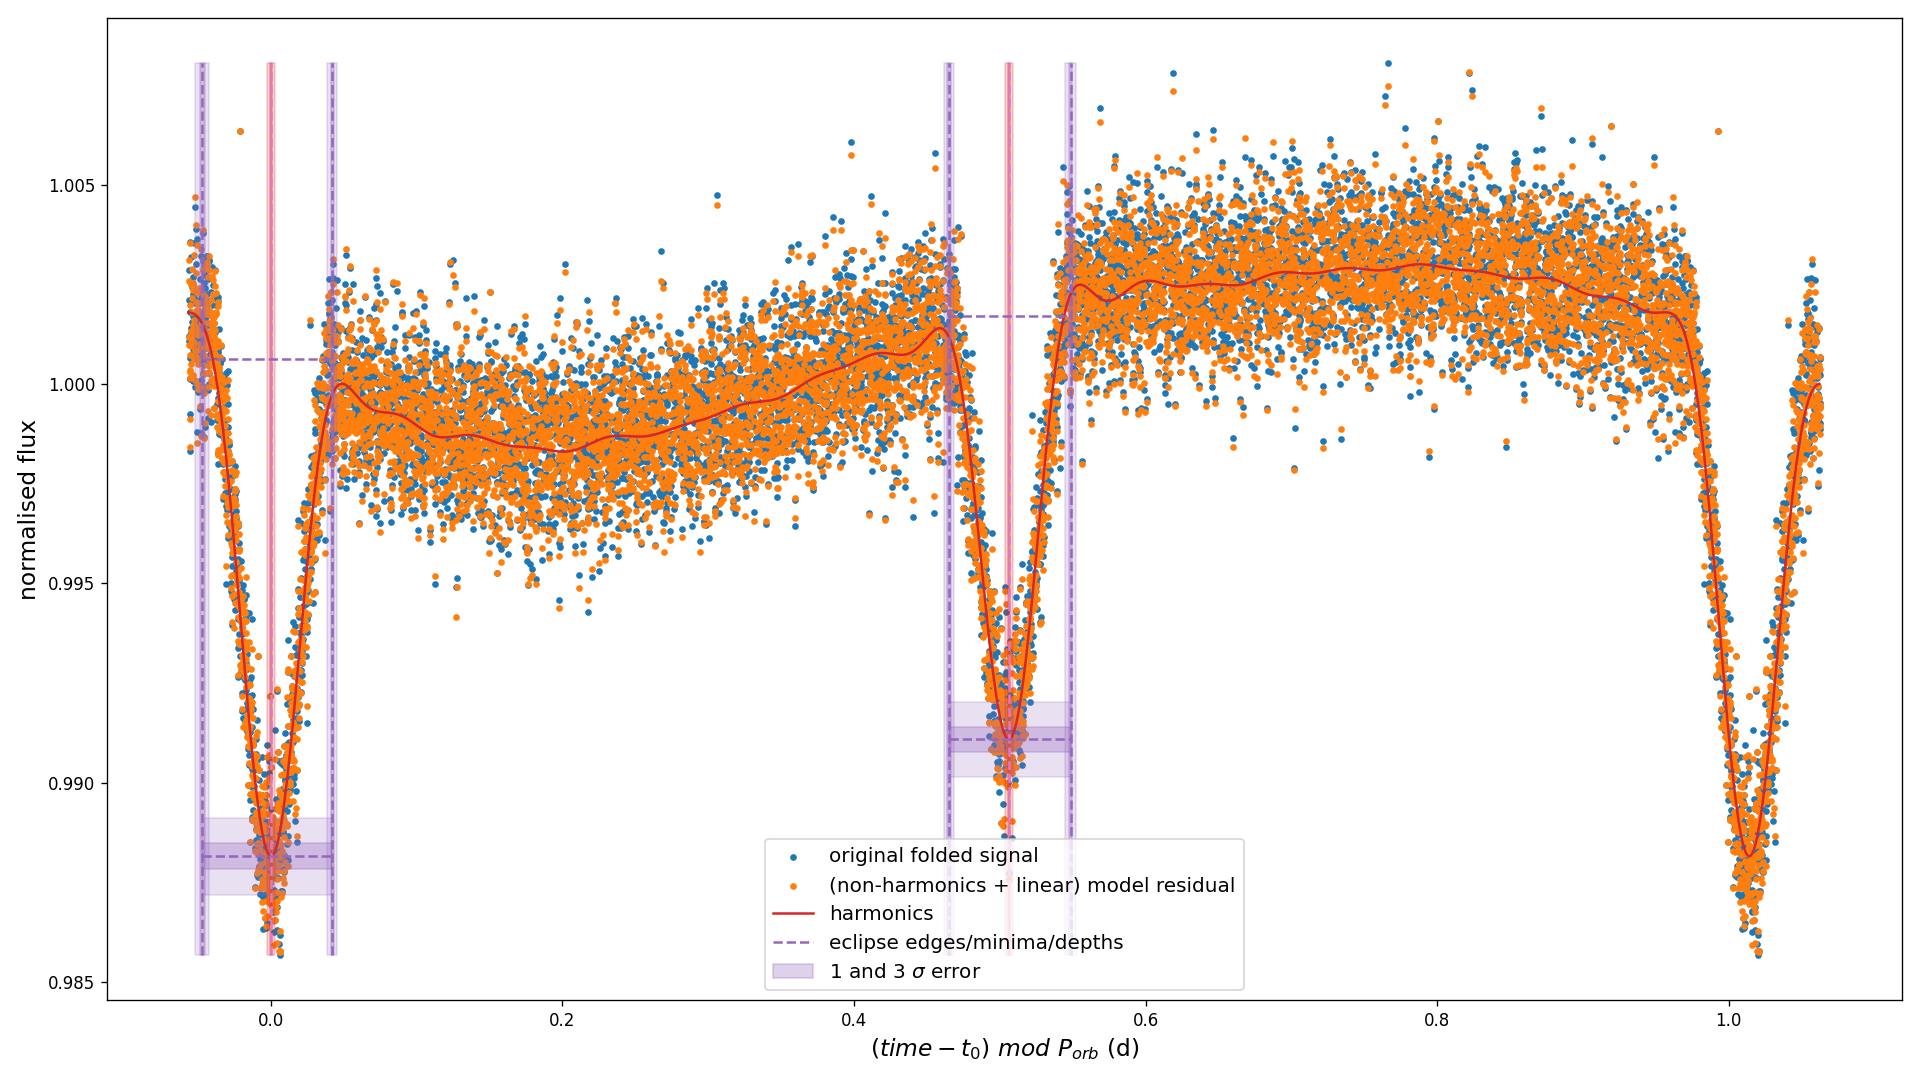 normalised flux
1.005
1.000
0.995
0.990
0.985
original folded signal
(non-harmonics + linear) model residual
harmonics
eclipse edges/minima/depths
1 and 3 σ error
0.0 0.2 0.4 0.6 0.8 1.0
(time − t₀) mod Pₒᵣb (d)